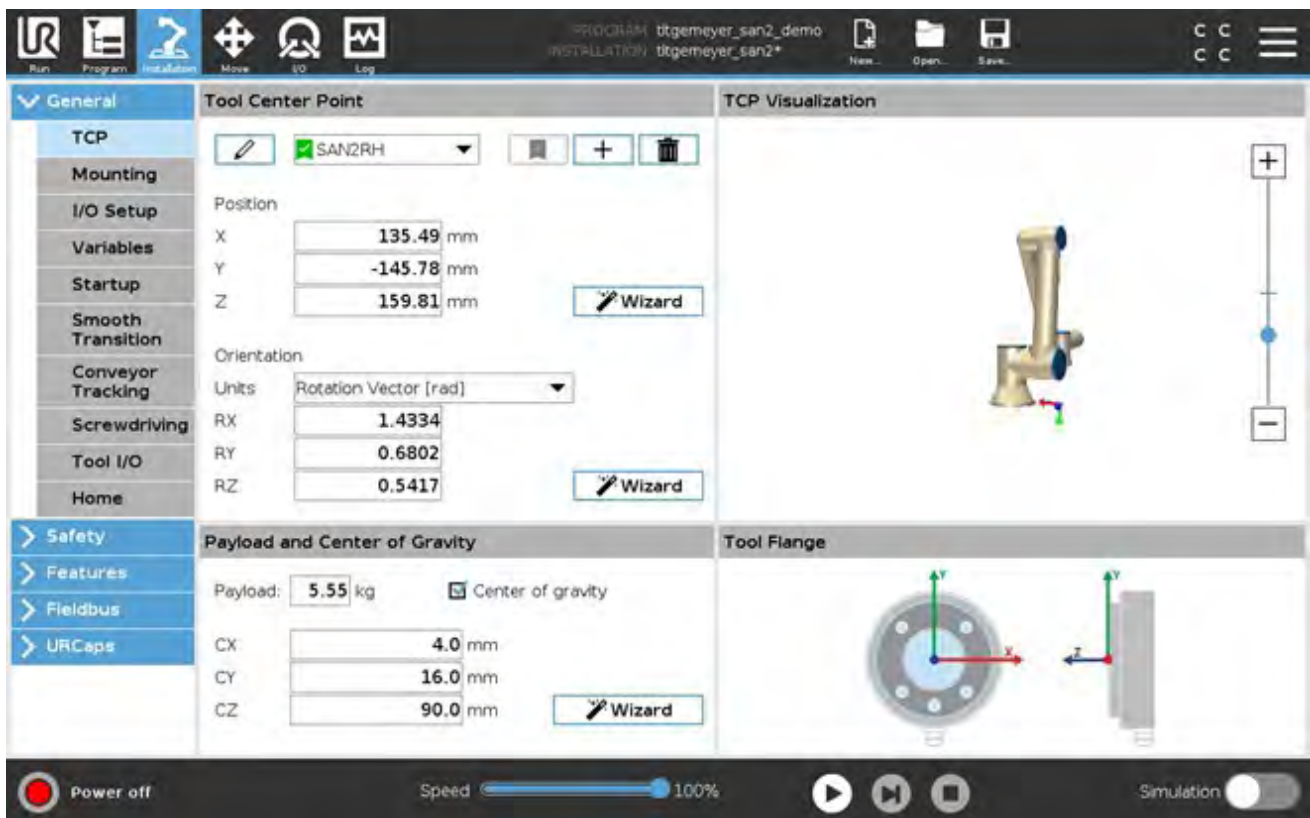 UR
Run
Program
Installation
Move
I/O
Log
PROGRAM titgemeyer_san2_demo
INSTALLATION titgemeyer_san2*
New...
Open...
Save...
C C
C C
General
TCP
Mounting
I/O Setup
Variables
Startup
Smooth
Transition
Conveyor
Tracking
Screwdriving
Tool I/O
Home
Safety
Features
Fieldbus
URCaps
Tool Center Point
SAN2RH
Position
X 135.49 mm
Y -145.78 mm
Z 159.81 mm
Wizard
Orientation
Units Rotation Vector [rad]
RX 1.4334
RY 0.6802
RZ 0.5417
Wizard
TCP Visualization
Payload and Center of Gravity
Payload: 5.55 kg
Center of gravity
CX 4.0 mm
CY 16.0 mm
CZ 90.0 mm
Wizard
Tool Flange
Y
X
Y
Z
Power off
Speed 100%
Simulation